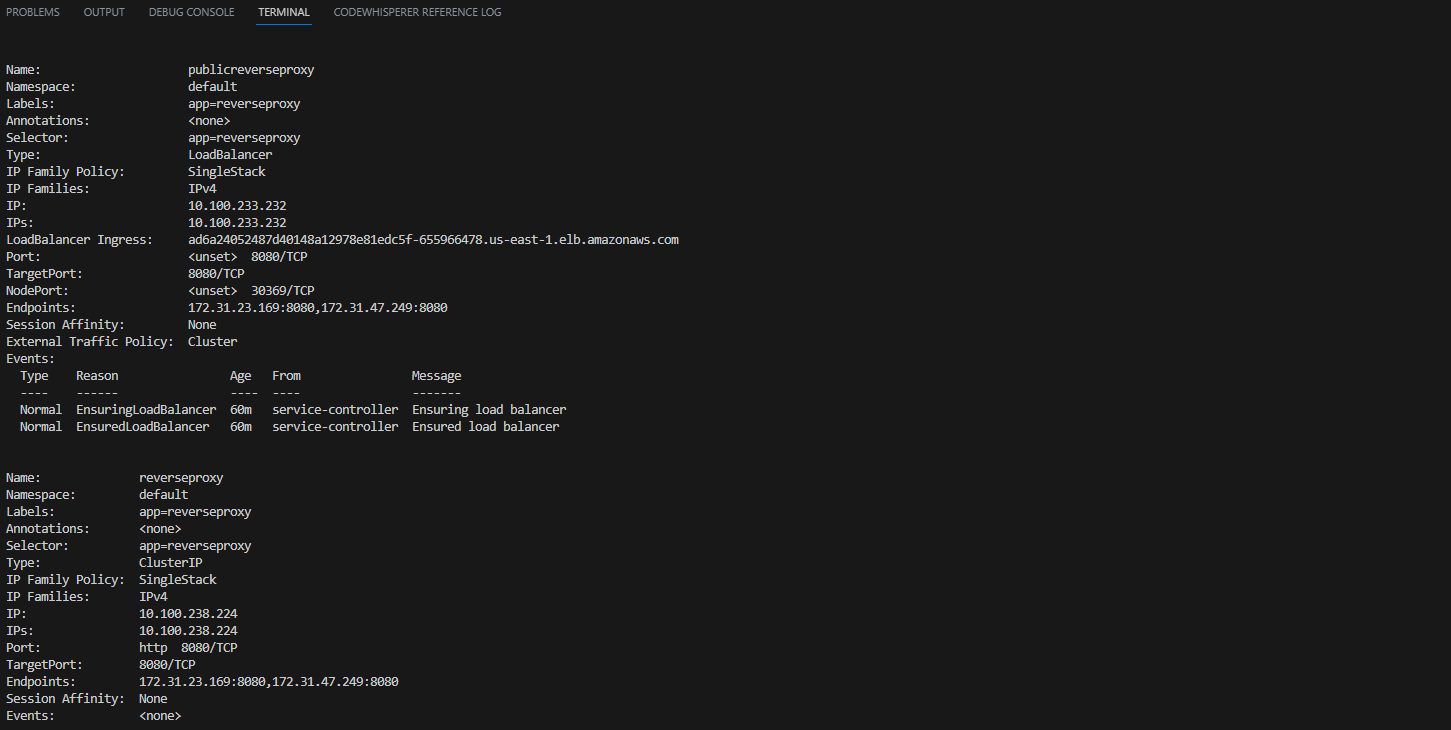 PROBLEMS OUTPUT DEBUG CONSOLE TERMINAL CODEWHISPERER REFERENCE LOG
Name: publicreverseproxy
Namespace: default
Labels: app=reverseproxy
Annotations: <none>
Selector: app=reverseproxy
Type: LoadBalancer
IP Family Policy: SingleStack
IP Families: IPv4
IP: 10.100.233.232
IPs: 10.100.233.232
LoadBalancer Ingress: ad6a24052487d40148a12978e81edc5f-655966478.us-east-1.elb.amazonaws.com
Port: <unset> 8080/TCP
TargetPort: 8080/TCP
NodePort: <unset> 30369/TCP
Endpoints: 172.31.23.169:8080,172.31.47.249:8080
Session Affinity: None
External Traffic Policy: Cluster
Events:
Type Reason Age From Message
---- ------ ---- ---- -------
Normal EnsuringLoadBalancer 60m service-controller Ensuring load balancer
Normal EnsuredLoadBalancer 60m service-controller Ensured load balancer
Name: reverseproxy
Namespace: default
Labels: app=reverseproxy
Annotations: <none>
Selector: app=reverseproxy
Type: ClusterIP
IP Family Policy: SingleStack
IP Families: IPv4
IP: 10.100.238.224
IPs: 10.100.238.224
Port: http 8080/TCP
TargetPort: 8080/TCP
Endpoints: 172.31.23.169:8080,172.31.47.249:8080
Session Affinity: None
Events: <none>